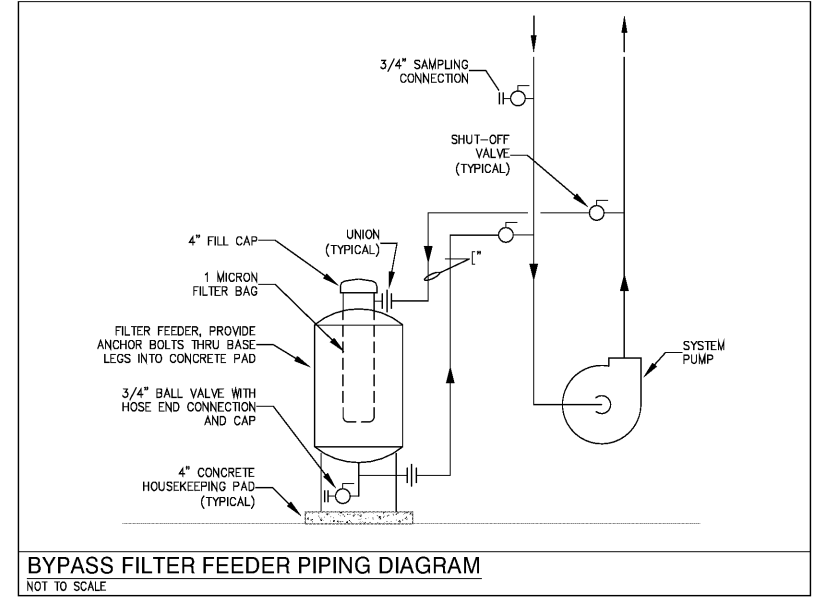 3/4" SAMPLING
CONNECTION
SHUT-OFF
VALVE
(TYPICAL)
4" FILL CAP
UNION
(TYPICAL)
["
1 MICRON
FILTER BAG
FILTER FEEDER, PROVIDE
ANCHOR BOLTS THRU BASE
LEGS INTO CONCRETE PAD
SYSTEM
PUMP
3/4" BALL VALVE WITH
HOSE END CONNECTION
AND CAP
4" CONCRETE
HOUSEKEEPING PAD
(TYPICAL)
BYPASS FILTER FEEDER PIPING DIAGRAM
NOT TO SCALE